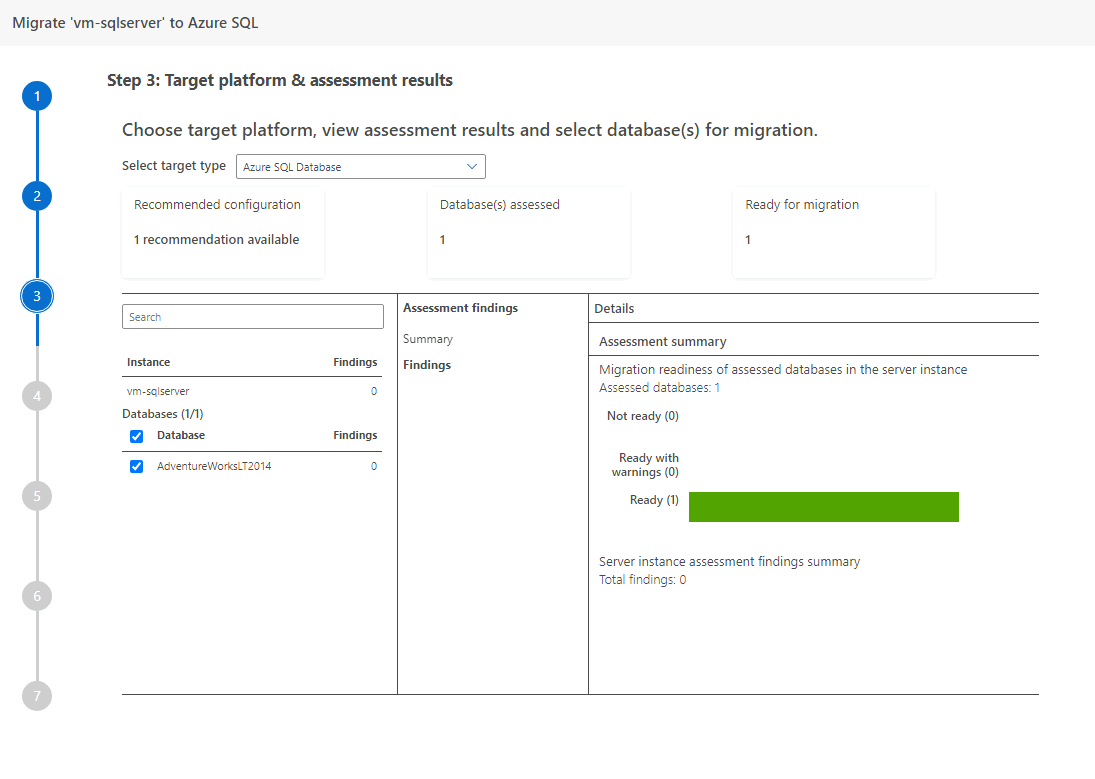 Migrate 'vm-sqlserver' to Azure SQL
Step 3: Target platform & assessment results
1
Choose target platform, view assessment results and select database(s) for migration.
Select target type
Azure SQL Database
2
Recommended configuration
1 recommendation available
Database(s) assessed
1
Ready for migration
1
3
Search
Instance
Findings
vm-sqlserver
0
Databases (1/1)
Database
Findings
AdventureWorksLT2014
0
Assessment findings
Summary
Findings
Details
Assessment summary
Migration readiness of assessed databases in the server instance
Assessed databases: 1
Not ready (0)
Ready with
warnings (0)
Ready (1)
Server instance assessment findings summary
Total findings: 0
4
5
6
7